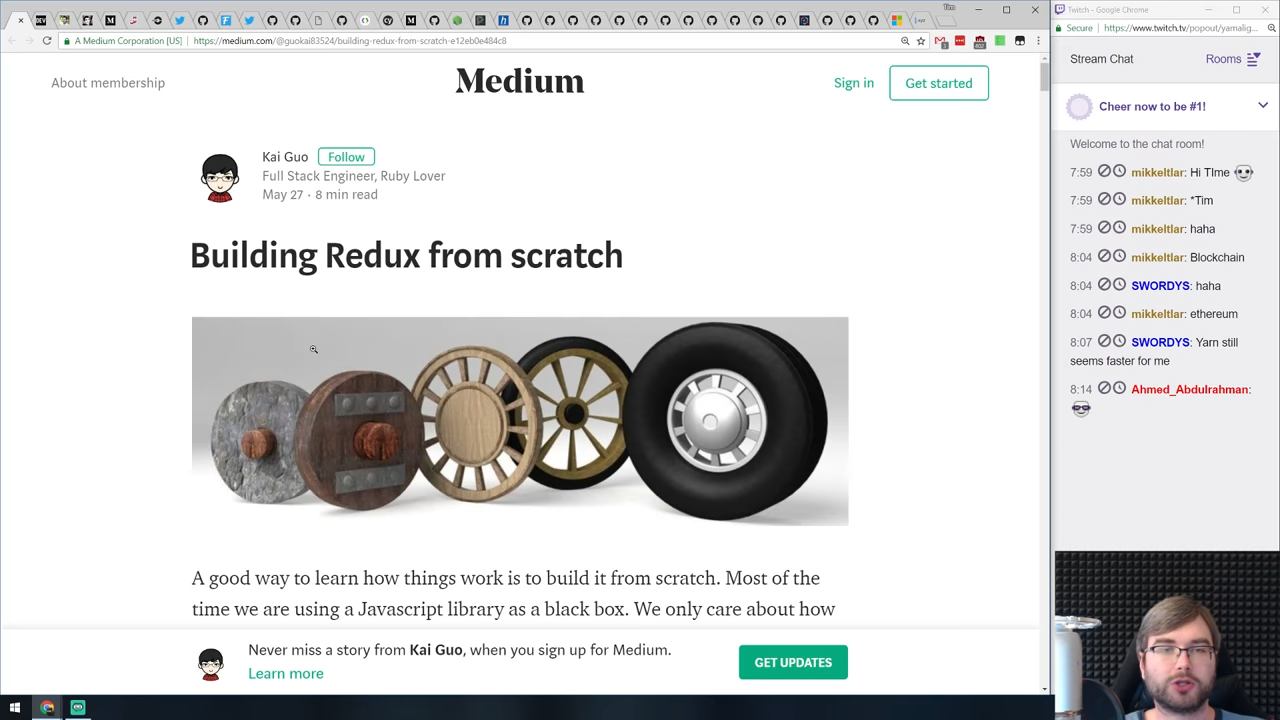 Tim
Twitch - Google Chrome
A Medium Corporation [US]
https://medium.com/@guokai83524/building-redux-from-scratch-e12eb0e484c8
Secure
https://www.twitch.tv/popout/yamalig...
About membership
Medium
Sign in
Get started
Stream Chat
Rooms
Cheer now to be #1!
Kai Guo
Follow
Full Stack Engineer, Ruby Lover
May 27 · 8 min read
Building Redux from scratch
Welcome to the chat room!
7:59 mikkeltlar: Hi TIme
7:59 mikkeltlar: *Tim
7:59 mikkeltlar: haha
8:04 mikkeltlar: Blockchain
8:04 SWORDYS: haha
8:04 mikkeltlar: ethereum
8:07 SWORDYS: Yarn still
seems faster for me
8:14 Ahmed_Abdulrahman:
A good way to learn how things work is to build it from scratch. Most of the
time we are using a Javascript library as a black box. We only care about how
Never miss a story from Kai Guo, when you sign up for Medium.
Learn more
GET UPDATES